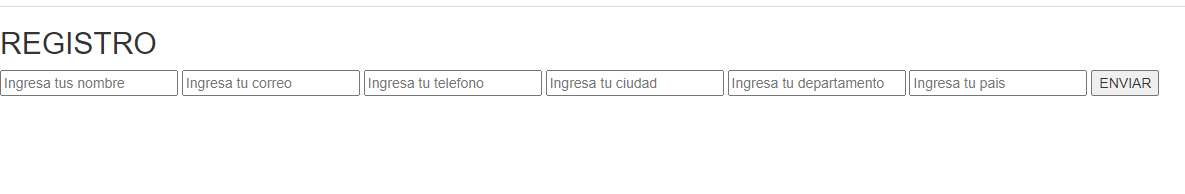 REGISTRO
Ingresa tus nombre Ingresa tu correo Ingresa tu telefono Ingresa tu ciudad Ingresa tu departamento Ingresa tu pais ENVIAR